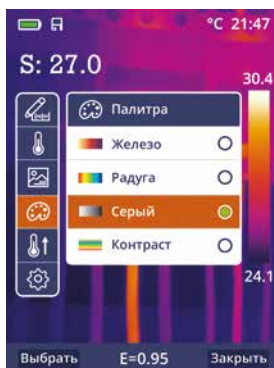 °C 21:47
S: 27.0
30.4
Палитра
Железо
Радуга
Серый
Контраст
24.1
Выбрать E=0.95 Закрыть